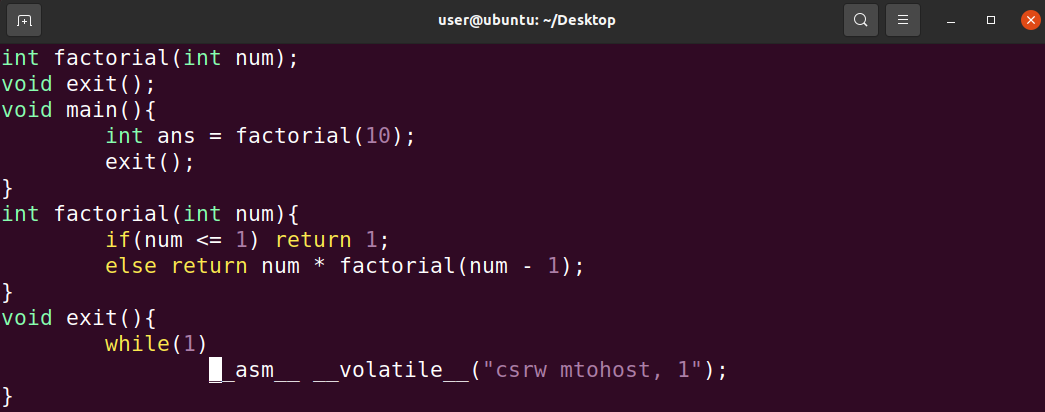 user@ubuntu: ~/Desktop
int factorial(int num);
void exit();
void main(){
        int ans = factorial(10);
        exit();
}
int factorial(int num){
        if(num <= 1) return 1;
        else return num * factorial(num - 1);
}
void exit(){
        while(1)
                __asm__ __volatile__("csrw mtohost, 1");
}